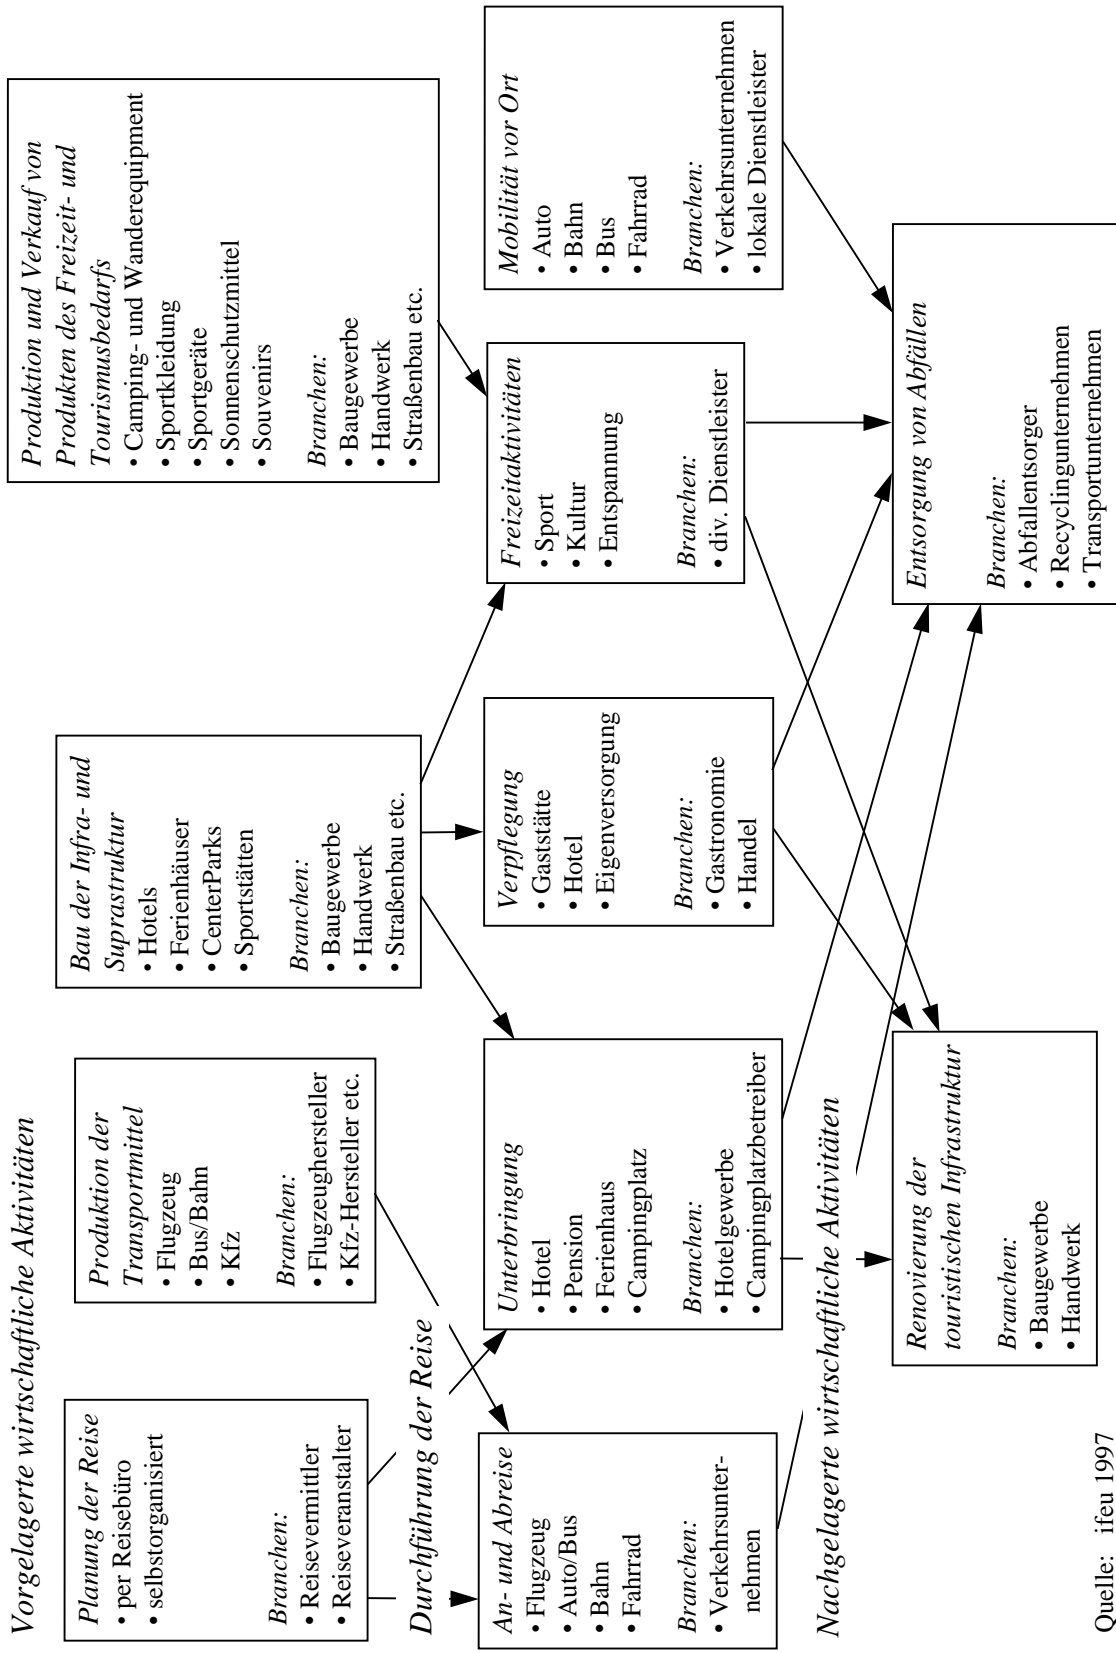 Vorgelagerte wirtschaftliche Aktivitäten
Planung der Reise
• per Reisebüro
• selbstorganisiert
Branchen:
• Reisevermittler
• Reiseveranstalter
Produktion der
Transportmittel
• Flugzeug
• Bus/Bahn
• Kfz
Branchen:
• Flugzeughersteller
• Kfz-Hersteller etc.
Bau der Infra- und
Suprastruktur
• Hotels
• Ferienhäuser
• CenterParks
• Sportstätten
Branchen:
• Baugewerbe
• Handwerk
• Straßenbau etc.
Produktion und Verkauf von
Produkten des Freizeit- und
Tourismusbedarfs
• Camping- und Wanderequipment
• Sportkleidung
• Sportgeräte
• Sonnenschutzmittel
• Souvenirs
Branchen:
• Baugewerbe
• Handwerk
• Straßenbau etc.
Durchführung der Reise
An- und Abreise
• Flugzeug
• Auto/Bus
• Bahn
• Fahrrad
Branchen:
• Verkehrsunter-
nehmen
Unterbringung
• Hotel
• Pension
• Ferienhaus
• Campingplatz
Branchen:
• Hotelgewerbe
• Campingplatzbetreiber
Verpflegung
• Gaststätte
• Hotel
• Eigenversorgung
Branchen:
• Gastronomie
• Handel
Freizeitaktivitäten
• Sport
• Kultur
• Entspannung
Branchen:
• div. Dienstleister
Mobilität vor Ort
• Auto
• Bahn
• Bus
• Fahrrad
Branchen:
• Verkehrsunternehmen
• lokale Dienstleister
Nachgelagerte wirtschaftliche Aktivitäten
Renovierung der
touristischen Infrastruktur
Branchen:
• Baugewerbe
• Handwerk
Entsorgung von Abfällen
Branchen:
• Abfallentsorger
• Recyclingunternehmen
• Transportunternehmen
Quelle: ifeu 1997